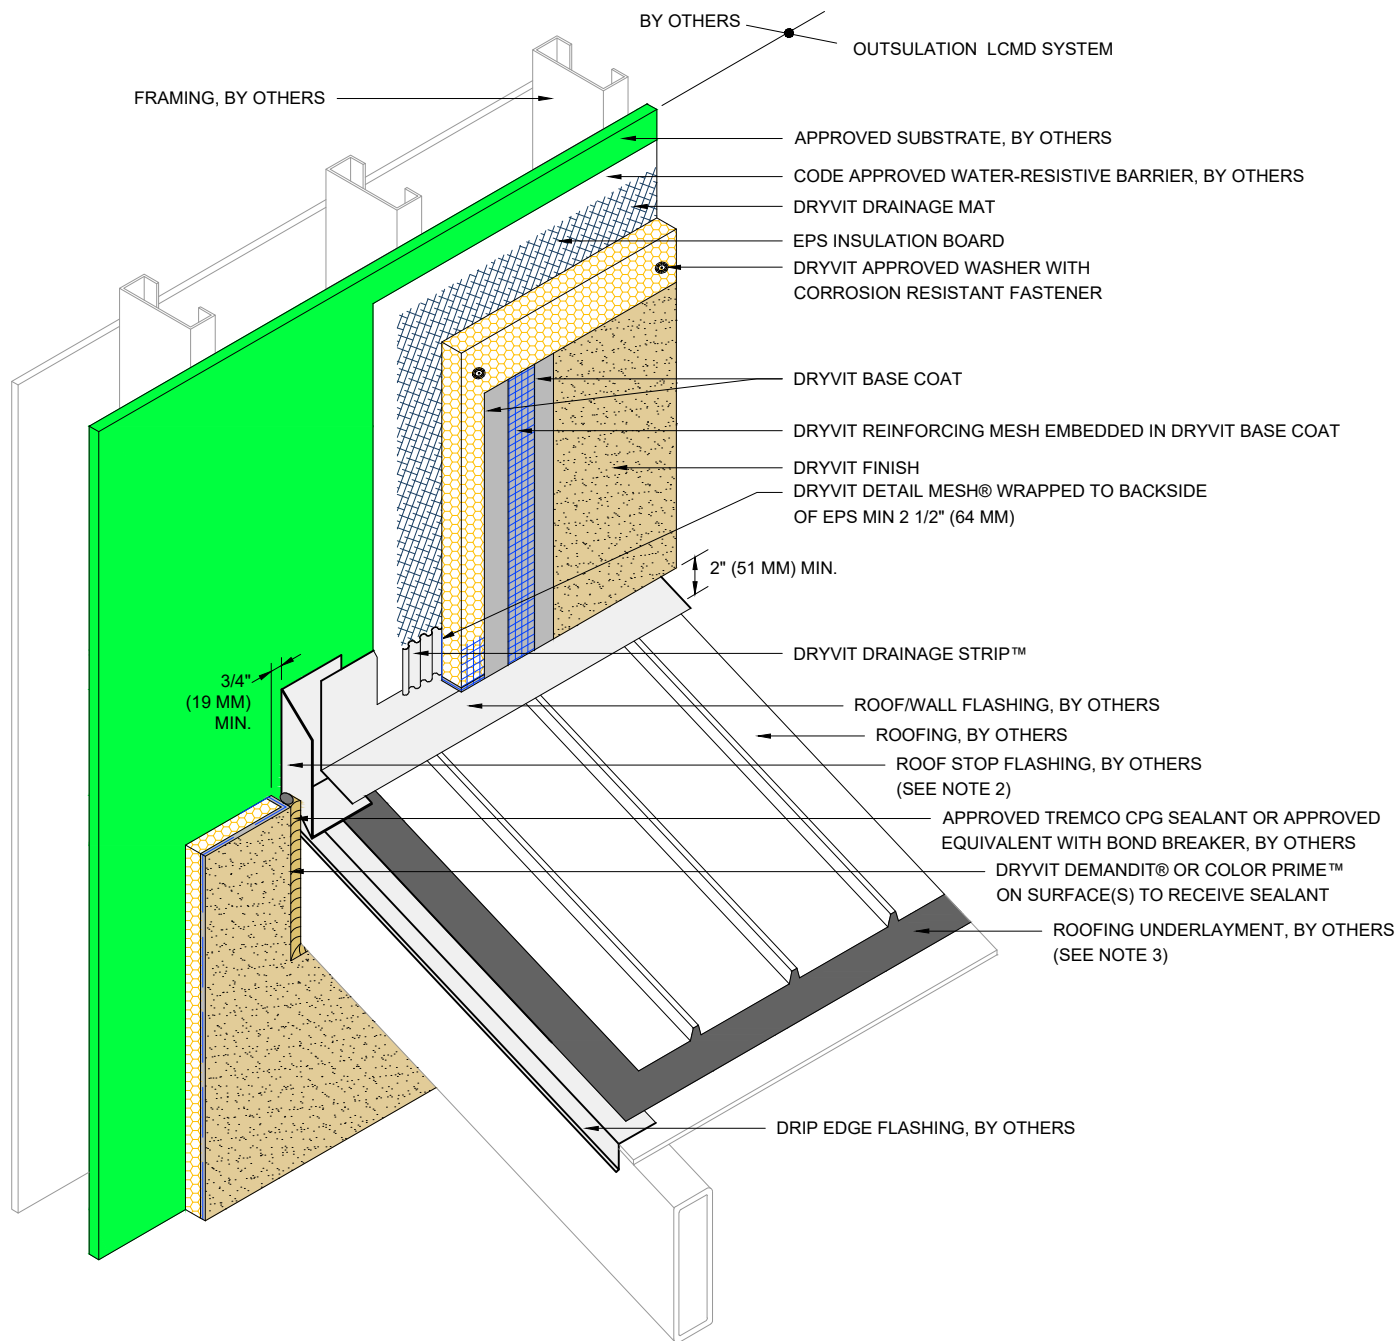 BY OTHERS
OUTSULATION LCMD SYSTEM
FRAMING, BY OTHERS
APPROVED SUBSTRATE, BY OTHERS
CODE APPROVED WATER-RESISTIVE BARRIER, BY OTHERS
DRYVIT DRAINAGE MAT
EPS INSULATION BOARD
DRYVIT APPROVED WASHER WITH
CORROSION RESISTANT FASTENER
DRYVIT BASE COAT
DRYVIT REINFORCING MESH EMBEDDED IN DRYVIT BASE COAT
DRYVIT FINISH
DRYVIT DETAIL MESH® WRAPPED TO BACKSIDE
OF EPS MIN 2 1/2" (64 MM)
2" (51 MM) MIN.
DRYVIT DRAINAGE STRIP™
3/4"
(19 MM)
MIN.
ROOF/WALL FLASHING, BY OTHERS
ROOFING, BY OTHERS
ROOF STOP FLASHING, BY OTHERS
(SEE NOTE 2)
APPROVED TREMCO CPG SEALANT OR APPROVED
EQUIVALENT WITH BOND BREAKER, BY OTHERS
DRYVIT DEMANDIT® OR COLOR PRIME™
ON SURFACE(S) TO RECEIVE SEALANT
ROOFING UNDERLAYMENT, BY OTHERS
(SEE NOTE 3)
DRIP EDGE FLASHING, BY OTHERS